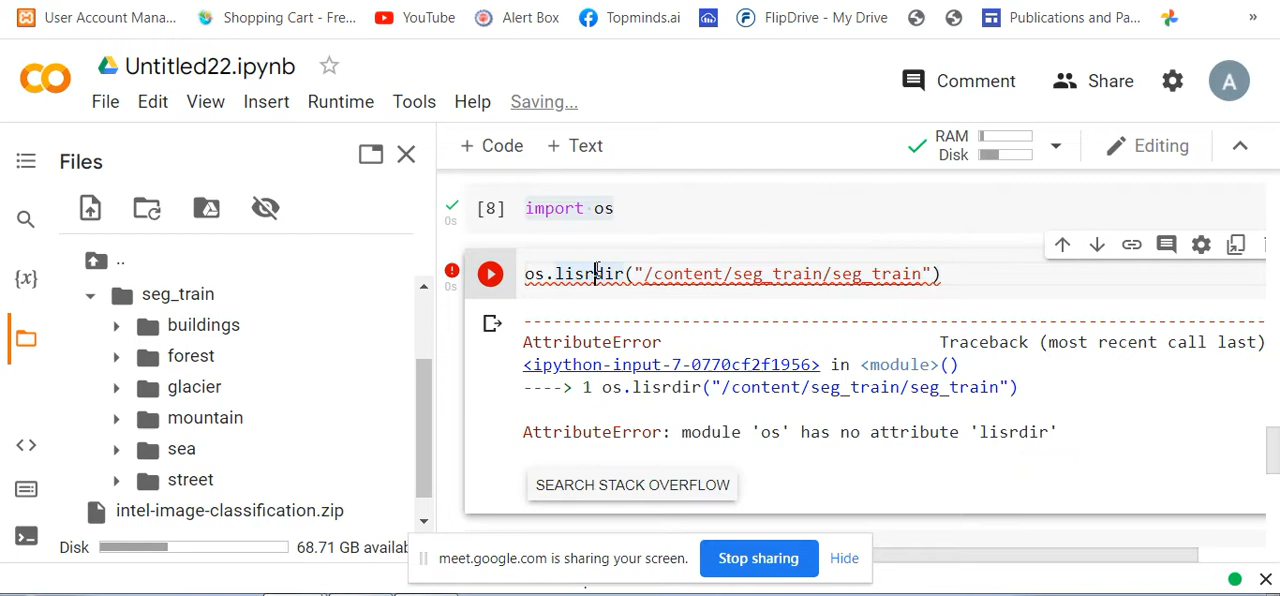 User Account Mana... Shopping Cart - Fre... YouTube Alert Box Topminds.ai FlipDrive - My Drive Publications and Pa... »
CO Untitled22.ipynb
Comment Share A
File Edit View Insert Runtime Tools Help Saving...
Files
+ Code + Text
RAM
Disk
Editing
..
seg_train
buildings
forest
glacier
mountain
sea
street
intel-image-classification.zip
Disk 68.71 GB availab
{x}
0s [8] import os
0s os.lisrdir("/content/seg_train/seg_train")
AttributeError Traceback (most recent call last)
<ipython-input-7-0770cf2f1956> in <module>()
----> 1 os.lisrdir("/content/seg_train/seg_train")
AttributeError: module 'os' has no attribute 'lisrdir'
SEARCH STACK OVERFLOW
meet.google.com is sharing your screen. Stop sharing Hide